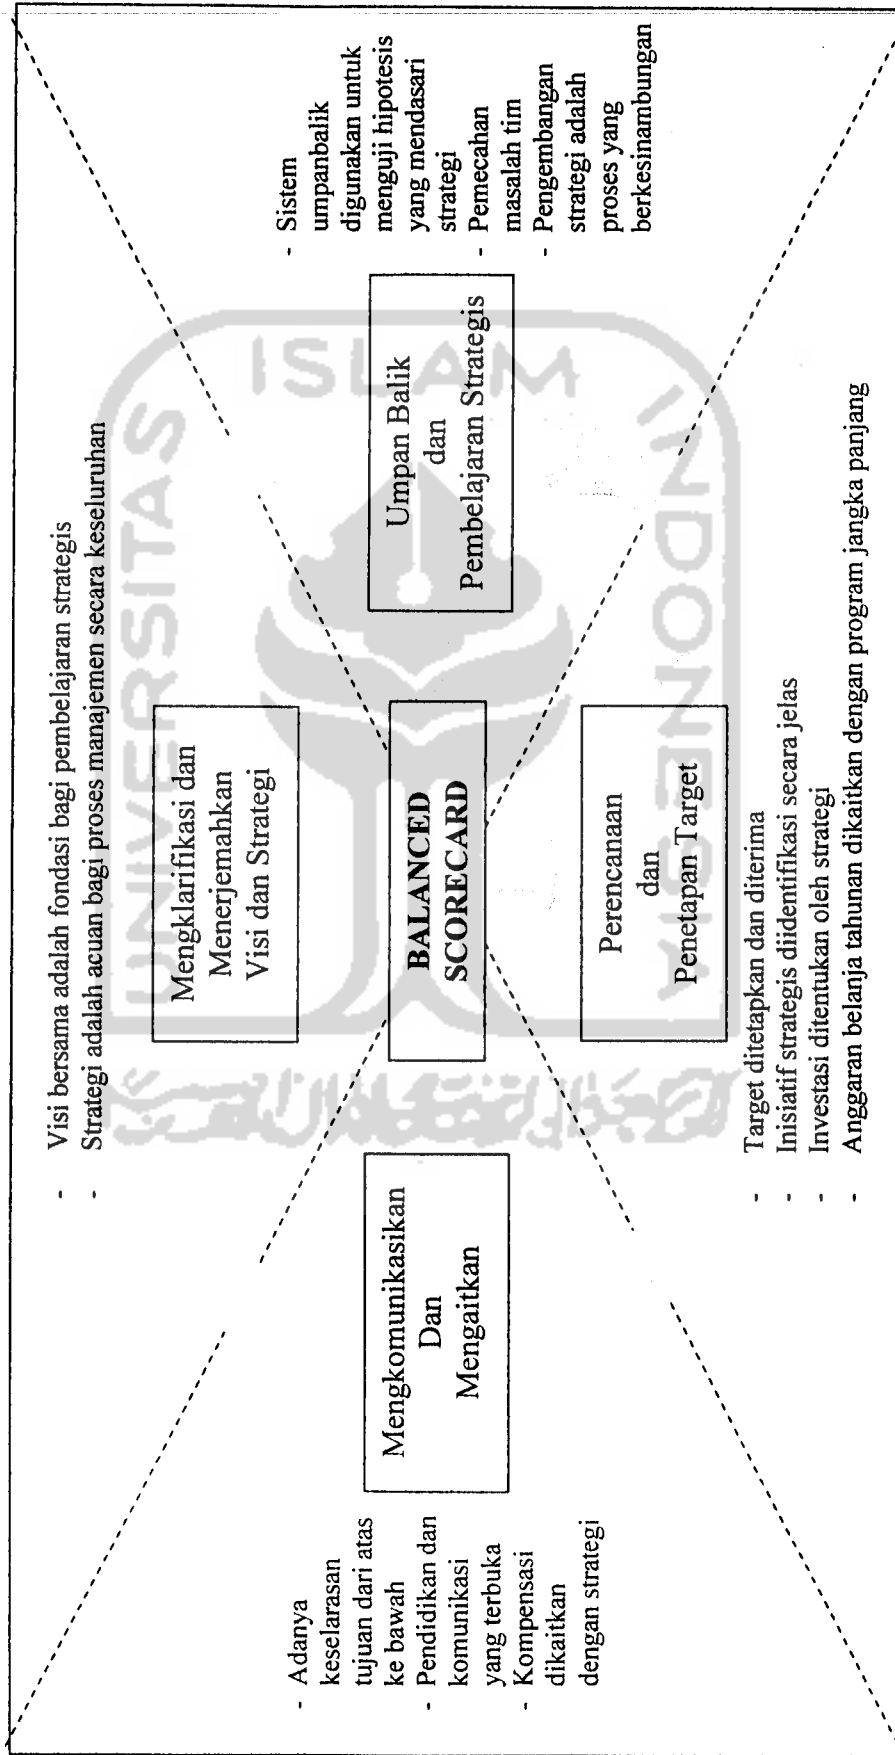 - Visi bersama adalah fondasi bagi pembelajaran strategis
- Strategi adalah acuan bagi proses manajemen secara keseluruhan
Mengklarifikasi dan
Menerjemahkan
Visi dan Strategi
- Adanya
keselarasan
tujuan dari atas
ke bawah
- Pendidikan dan
komunikasi
yang terbuka
- Kompensasi
dikaitkan
dengan strategi
Mengkomunikasikan
Dan
Mengaitkan
BALANCED
SCORECARD
Umpan Balik
dan
Pembelajaran Strategis
- Sistem
umpanbalik
digunakan untuk
menguji hipotesis
yang mendasari
strategi
- Pemecahan
masalah tim
- Pengembangan
strategi adalah
proses yang
berkesinambungan
Perencanaan
dan
Penetapan Target
- Target ditetapkan dan diterima
- Inisiatif strategis diidentifikasi secara jelas
- Investasi ditentukan oleh strategi
- Anggaran belanja tahunan dikaitkan dengan program jangka panjang
UNIVERSITAS
ISLAM
INDONESIA